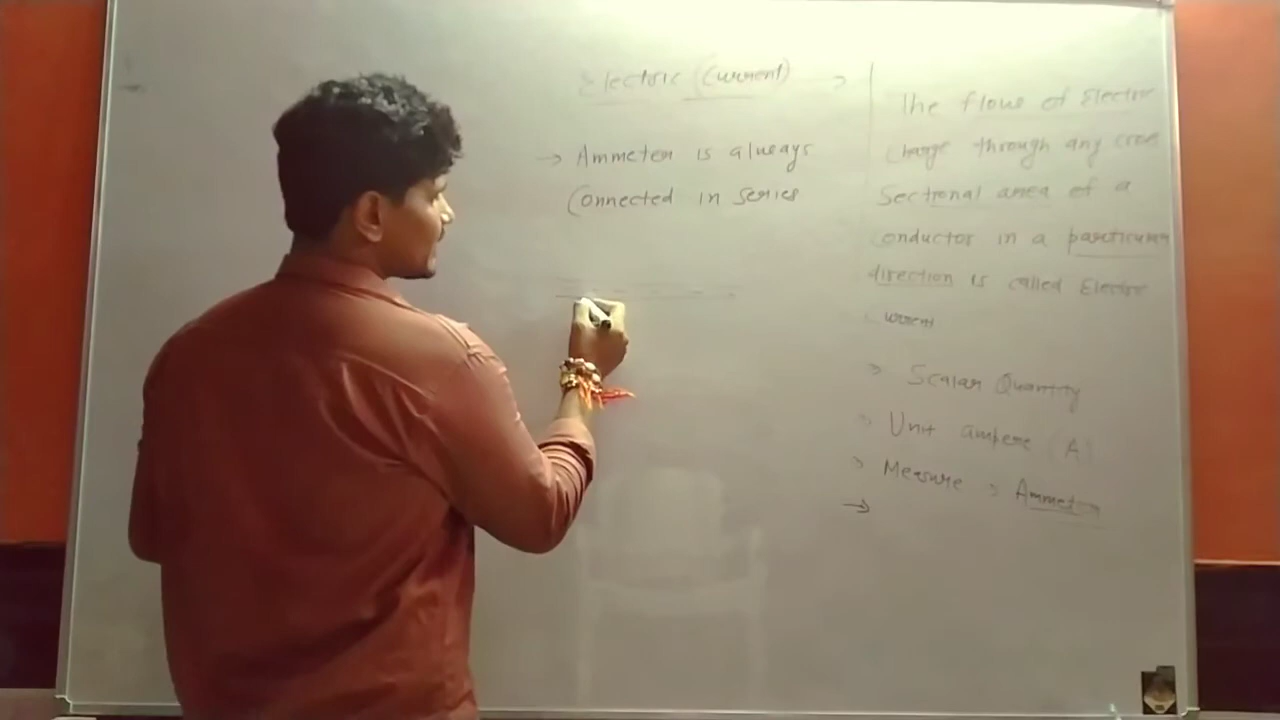 Electric (Current) →
→ Ammeter is always
Connected in series
The flow of Electric
charge through any cross
Sectional area of a
conductor in a particular
direction is called Electric
Current
→ Scalar Quantity
→ Unit ampere (A)
→ Measure → Ammeter
→